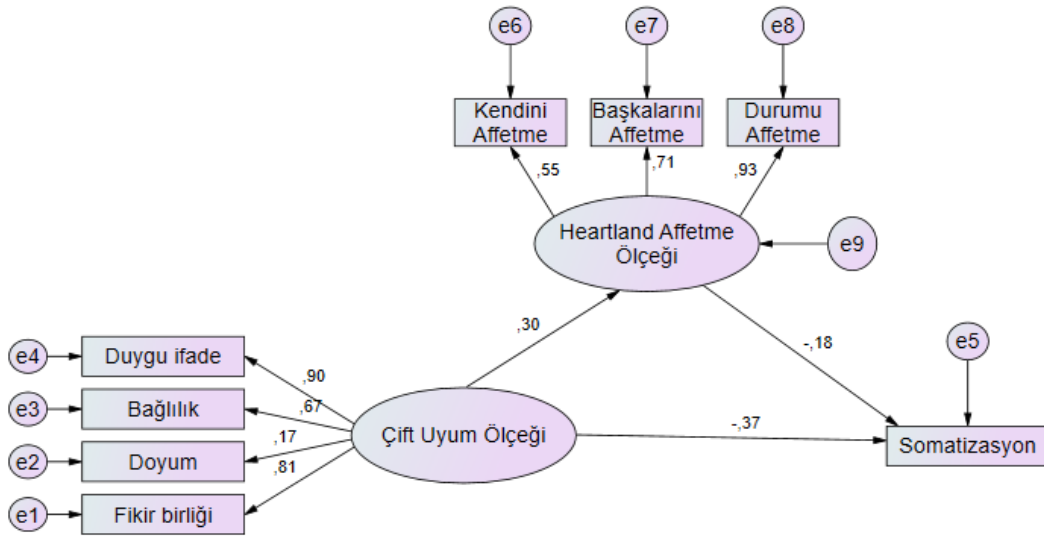 e6
e7
e8
Kendini
Affetme
Başkalarını
Affetme
Durumu
Affetme
,55
,71
,93
Heartland Affetme
Ölçeği
e9
,30
-,18
e5
e4
Duygu ifade
,90
e3
Bağlılık
,67
Çift Uyum Ölçeği
-,37
Somatizasyon
e2
Doyum
,17
,81
e1
Fikir birliği